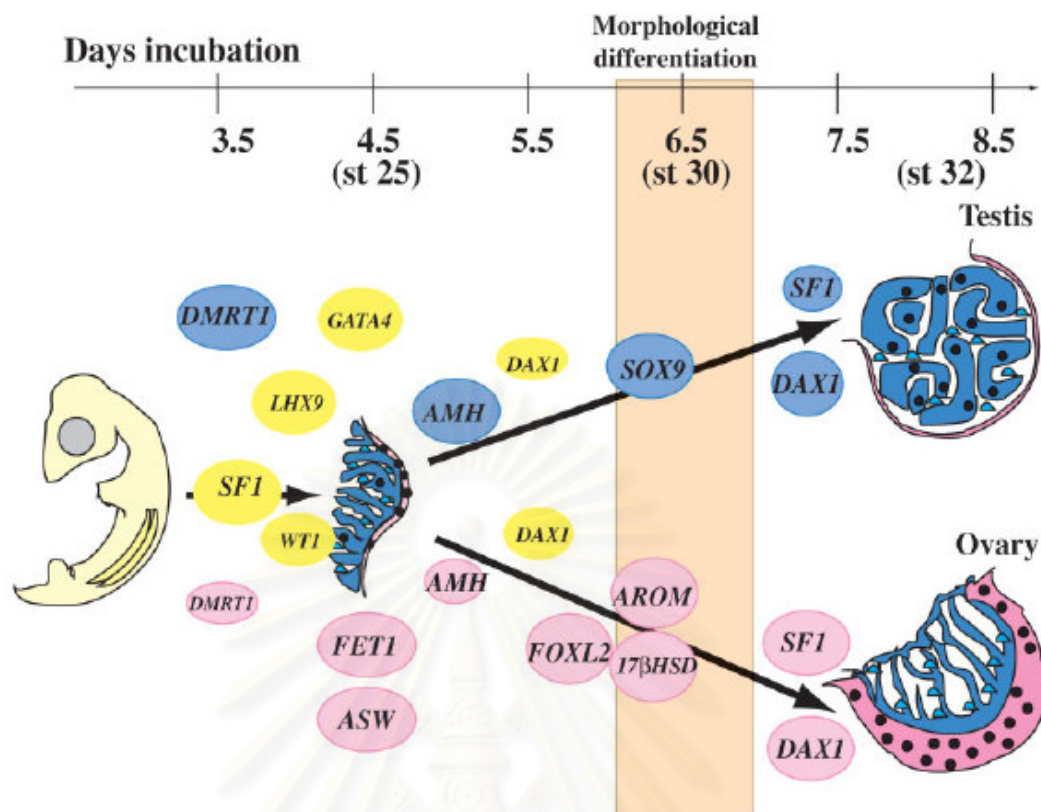 Days incubation
Morphological
differentiation
3.5
4.5
5.5
6.5
7.5
8.5
(st 25)
(st 30)
(st 32)
Testis
DMRT1
GATA4
SF1
DAX1
SOX9
LHX9
AMH
DAX1
SF1
WT1
DAX1
Ovary
DMRT1
AMH
AROM
FET1
FOXL2
17βHSD
SF1
ASW
DAX1